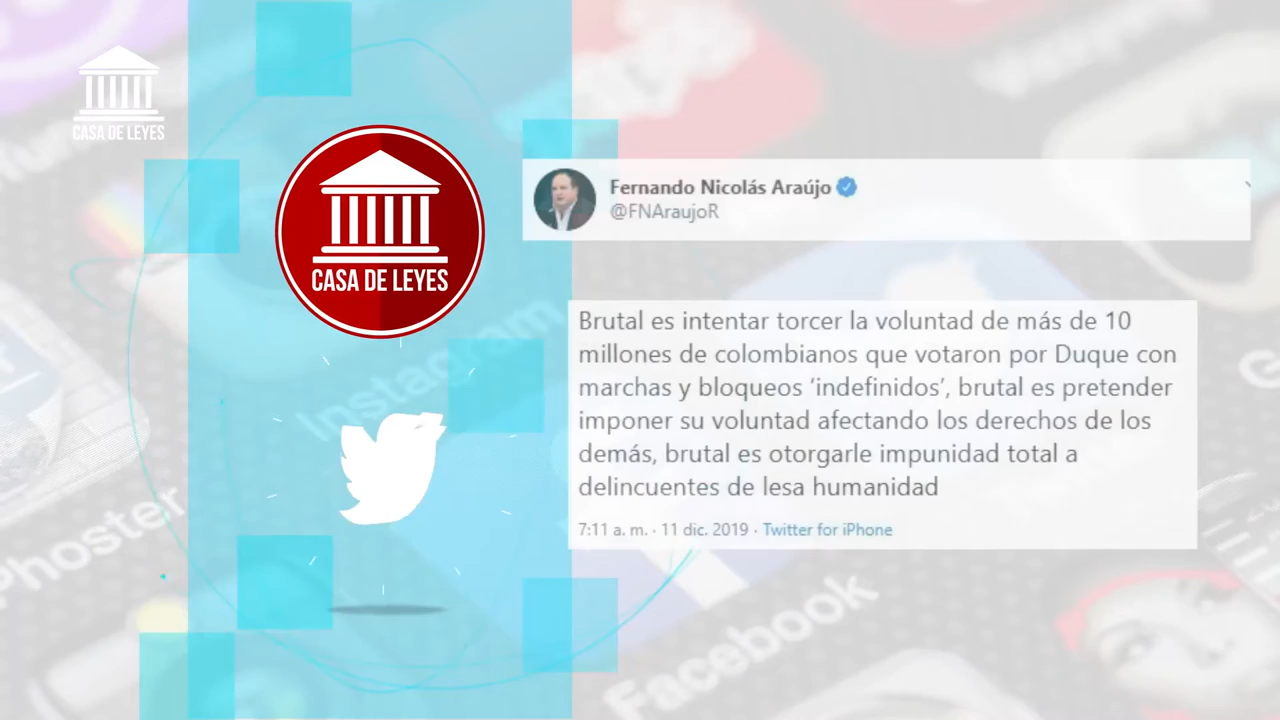 CASA DE LEYES
CASA DE LEYES
Fernando Nicolás Araújo
@FNAraujoR
Brutal es intentar torcer la voluntad de más de 10
millones de colombianos que votaron por Duque con
marchas y bloqueos ‘indefinidos’, brutal es pretender
imponer su voluntad afectando los derechos de los
demás, brutal es otorgarle impunidad total a
delincuentes de lesa humanidad
7:11 a. m. · 11 dic. 2019 · Twitter for iPhone
Instagram
Phoster
Facebook